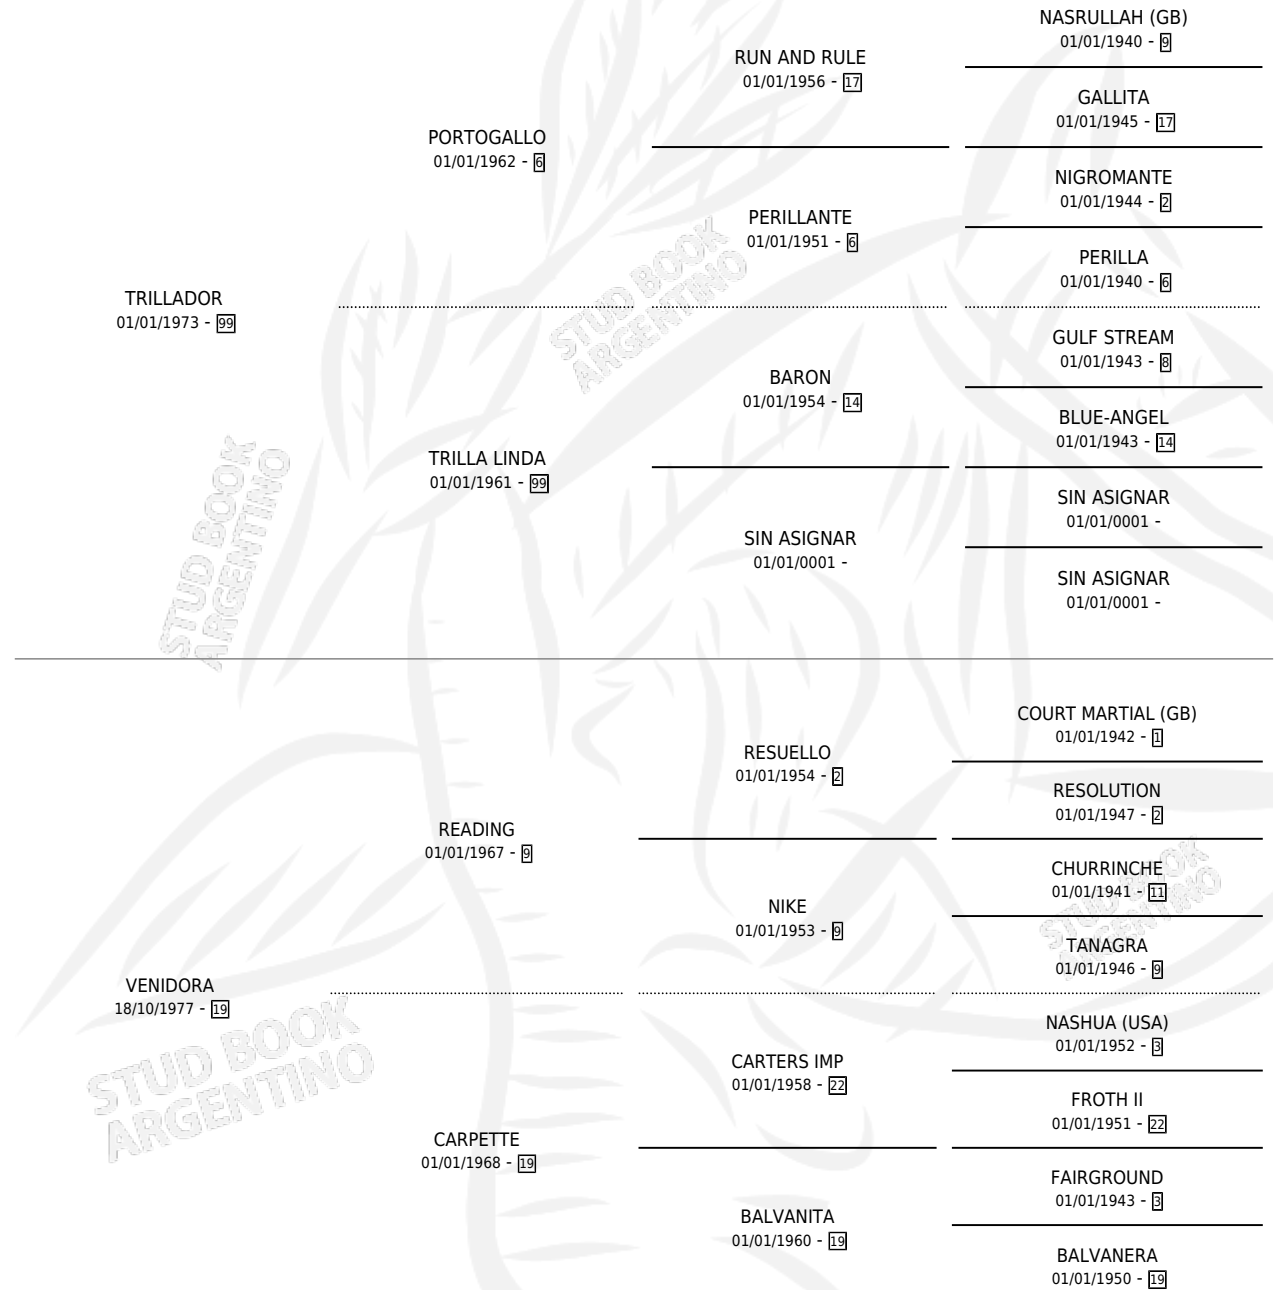 NASRULLAH (GB)
01/01/1940 - 9
RUN AND RULE
01/01/1956 - 17
GALLITA
01/01/1945 - 17
PORTOGALLO
01/01/1962 - 6
NIGROMANTE
01/01/1944 - 2
PERILLANTE
01/01/1951 - 6
PERILLA
01/01/1940 - 6
TRILLADOR
01/01/1973 - 99
GULF STREAM
01/01/1943 - 8
BARON
01/01/1954 - 14
BLUE-ANGEL
01/01/1943 - 14
TRILLA LINDA
01/01/1961 - 99
SIN ASIGNAR
01/01/0001 -
SIN ASIGNAR
01/01/0001 -
SIN ASIGNAR
01/01/0001 -
COURT MARTIAL (GB)
01/01/1942 - 1
RESUELLO
01/01/1954 - 2
RESOLUTION
01/01/1947 - 2
READING
01/01/1967 - 9
CHURRINCHE
01/01/1941 - 11
NIKE
01/01/1953 - 9
TANAGRA
01/01/1946 - 9
VENIDORA
18/10/1977 - 19
NASHUA (USA)
01/01/1952 - 3
CARTERS IMP
01/01/1958 - 22
FROTH II
01/01/1951 - 22
CARPETTE
01/01/1968 - 19
FAIRGROUND
01/01/1943 - 3
BALVANITA
01/01/1960 - 19
BALVANERA
01/01/1950 - 19
STUD BOOK
ARGENTINO
STUD BOOK
ARGENTINO
STUD BOOK
ARGENTINO
STUD BOOK
ARGENTINO